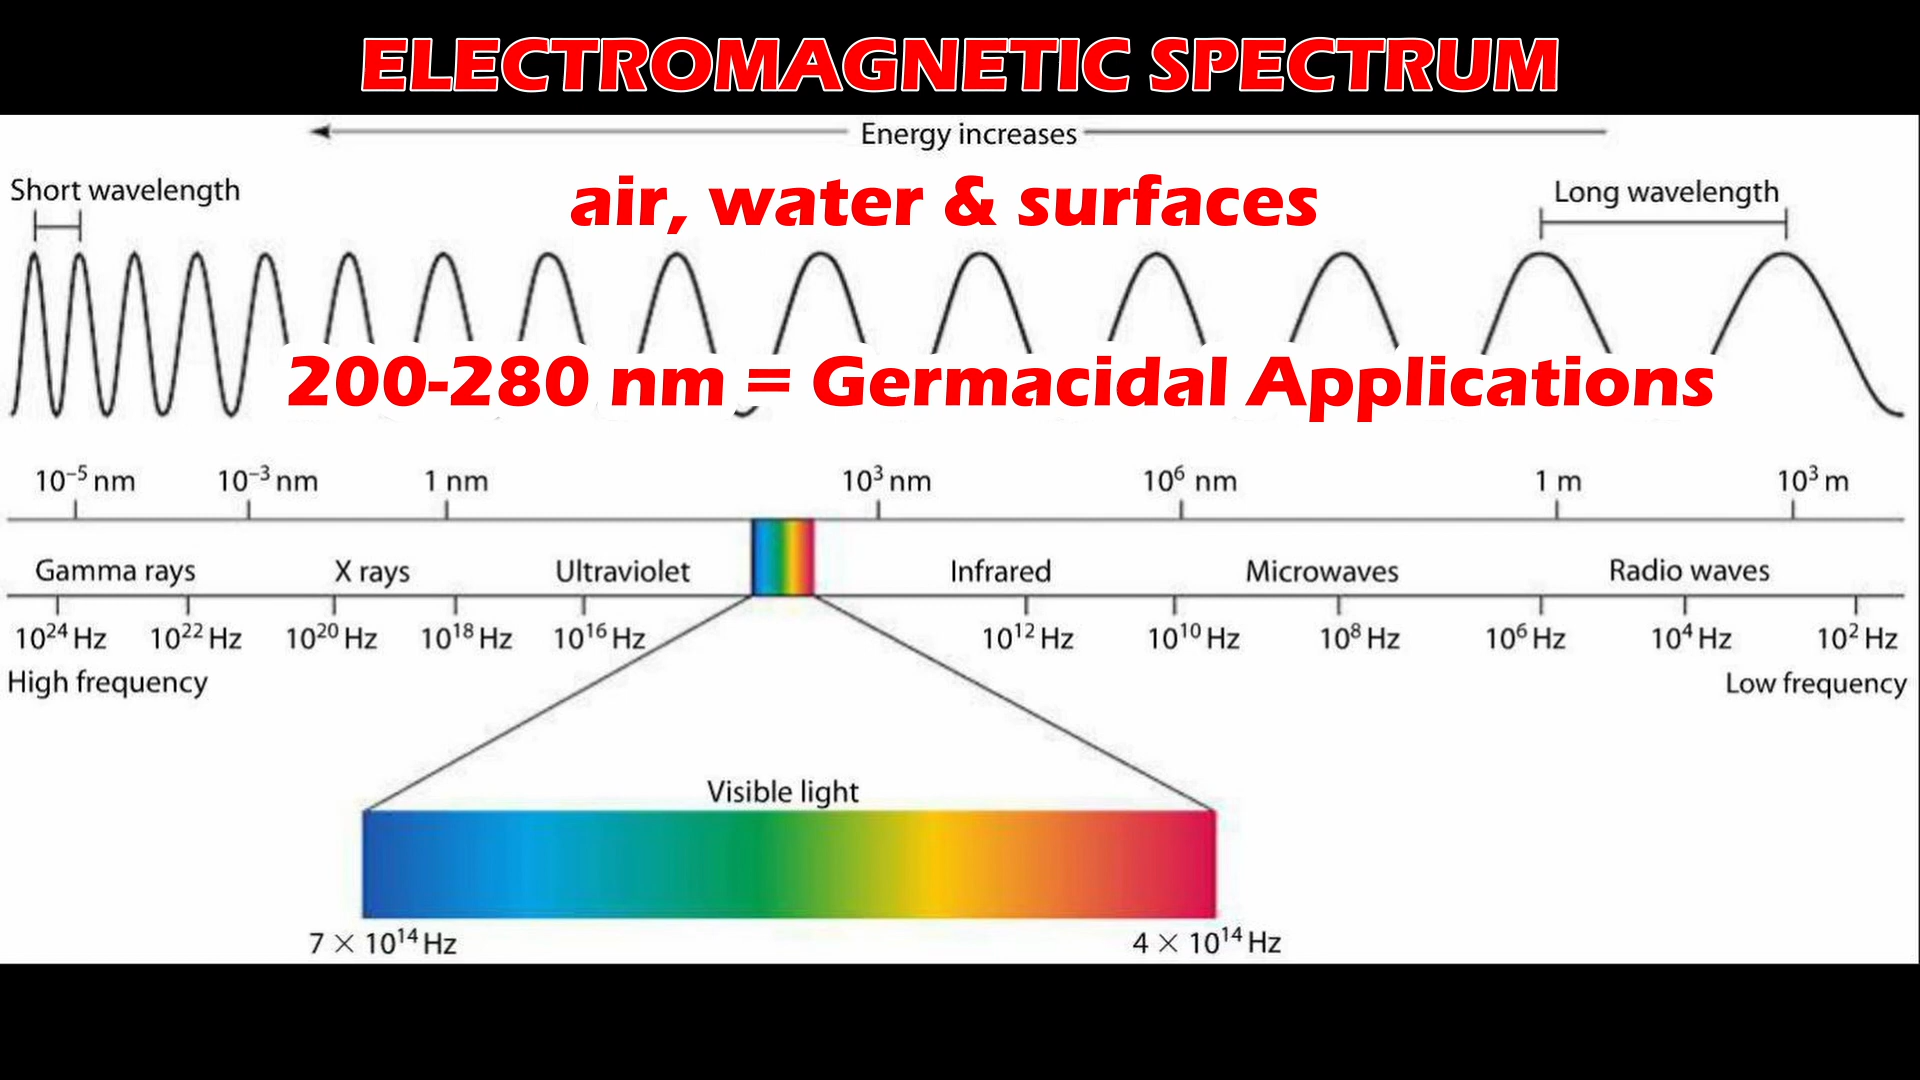 ELECTROMAGNETIC SPECTRUM
Energy increases
Short wavelength
air, water & surfaces
Long wavelength
200-280 nm = Germacidal Applications
10⁻⁵ nm 10⁻³ nm 1 nm 10³ nm 10⁶ nm 1 m 10³ m
Gamma rays X rays Ultraviolet Infrared Microwaves Radio waves
10²⁴ Hz 10²² Hz 10²⁰ Hz 10¹⁸ Hz 10¹⁶ Hz 10¹² Hz 10¹⁰ Hz 10⁸ Hz 10⁶ Hz 10⁴ Hz 10² Hz
High frequency Low frequency
Visible light
7 × 10¹⁴ Hz 4 × 10¹⁴ Hz